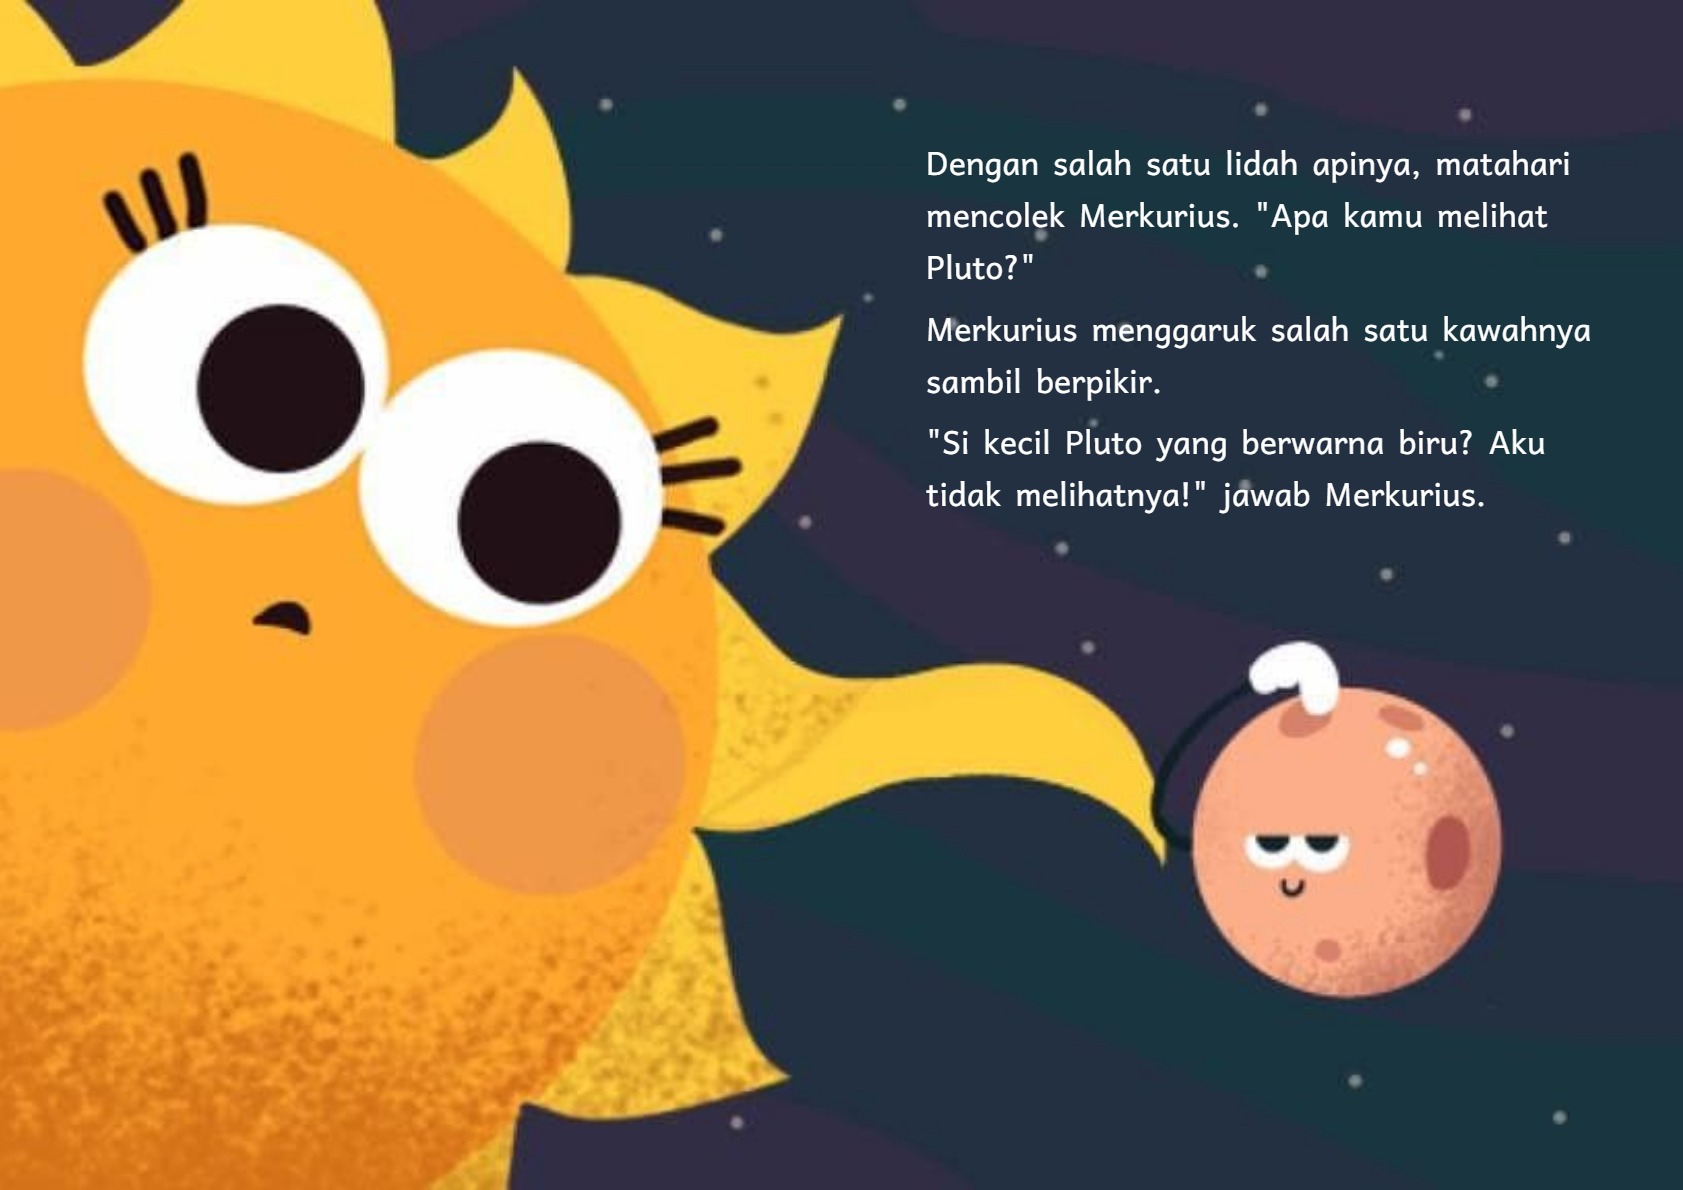 Dengan salah satu lidah apinya, matahari
mencolek Merkurius. "Apa kamu melihat
Pluto?"
Merkurius menggaruk salah satu kawahnya
sambil berpikir.
"Si kecil Pluto yang berwarna biru? Aku
tidak melihatnya!" jawab Merkurius.